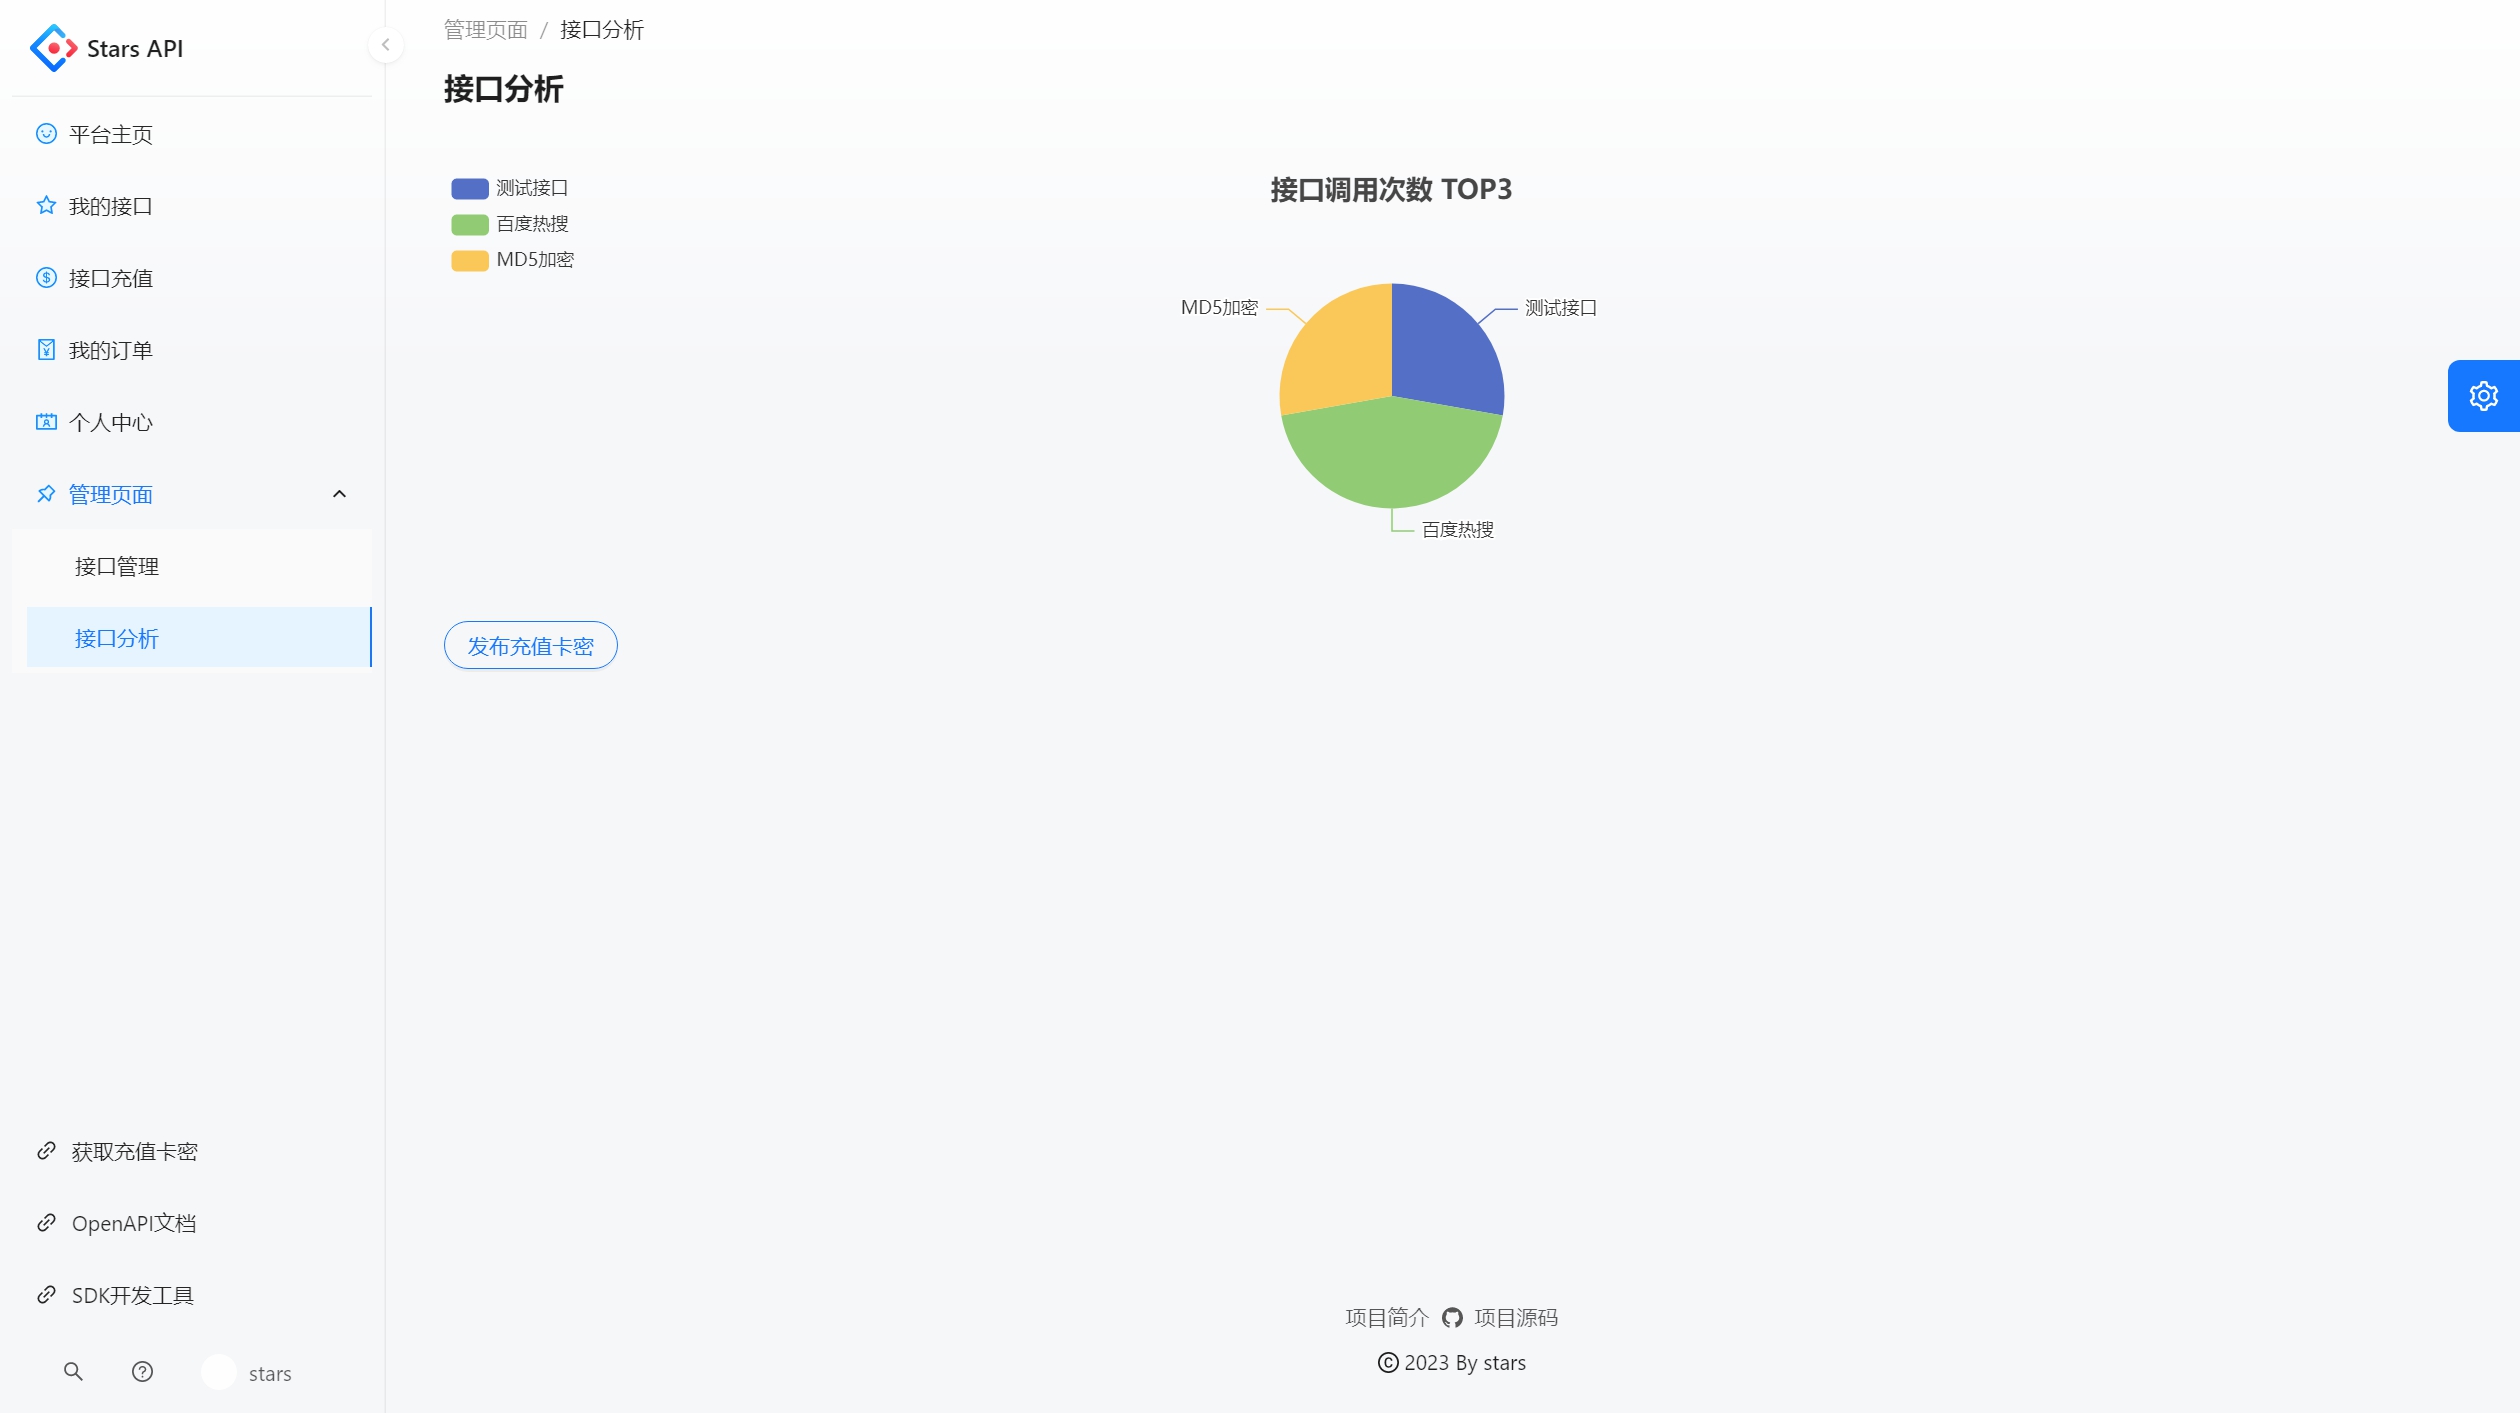 Stars API
平台主页
我的接口
接口充值
我的订单
个人中心
管理页面
接口管理
接口分析
获取充值卡密
OpenAPI文档
SDK开发工具
stars
管理页面 / 接口分析
接口分析
测试接口
百度热搜
MD5加密
接口调用次数 TOP3
MD5加密
测试接口
百度热搜
发布充值卡密
项目简介 项目源码
© 2023 By stars